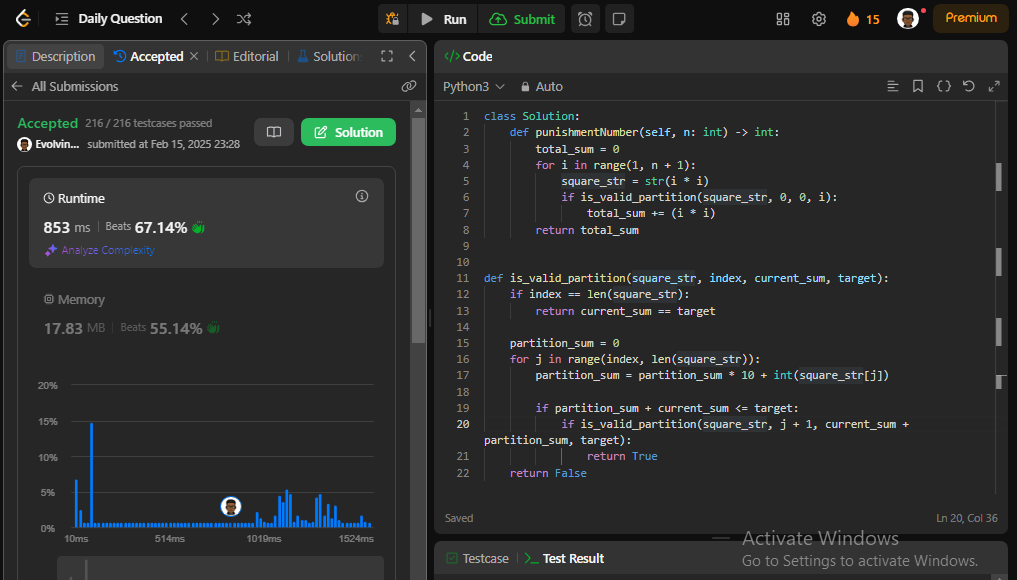 Daily Question
Run
Submit
15
Premium
Description
Accepted
Editorial
Solution
All Submissions
Accepted 216 / 216 testcases passed
Evolvin... submitted at Feb 15, 2025 23:28
Solution
Runtime
853 ms | Beats 67.14%
Analyze Complexity
Memory
17.83 MB | Beats 55.14%
20%
15%
10%
5%
0%
10ms 514ms 1019ms 1524ms
</> Code
Python3 Auto
1 class Solution:
2 def punishmentNumber(self, n: int) -> int:
3 total_sum = 0
4 for i in range(1, n + 1):
5 square_str = str(i * i)
6 if is_valid_partition(square_str, 0, 0, i):
7 total_sum += (i * i)
8 return total_sum
9
10
11 def is_valid_partition(square_str, index, current_sum, target):
12 if index == len(square_str):
13 return current_sum == target
14
15 partition_sum = 0
16 for j in range(index, len(square_str)):
17 partition_sum = partition_sum * 10 + int(square_str[j])
18
19 if partition_sum + current_sum <= target:
20 if is_valid_partition(square_str, j + 1, current_sum +
partition_sum, target):
21 return True
22 return False
Saved
Ln 20, Col 36
Testcase
Test Result
Activate Windows
Go to Settings to activate Windows.